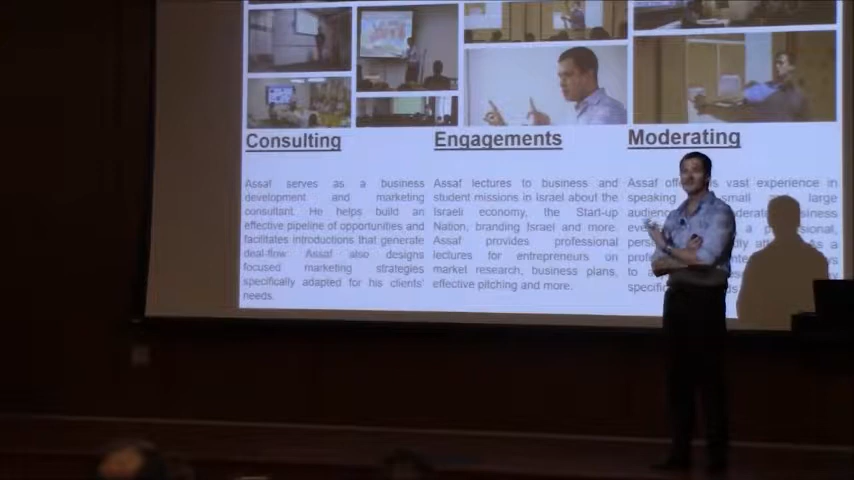 Consulting
Assaf serves as a business
development and marketing
consultant. He helps build an
effective pipeline of opportunities and
facilitates introductions that generate
deal-flow. Assaf also designs
focused marketing strategies
specifically adapted for his clients'
needs.
Engagements
Assaf lectures to business and
student missions in Israel about the
Israeli economy, the Start-up
Nation, branding Israel and more.
Assaf provides professional
lectures for entrepreneurs on
market research, business plans,
effective pitching and more.
Moderating
Assaf vast experience in
speaking small large
business
a
As a
to a